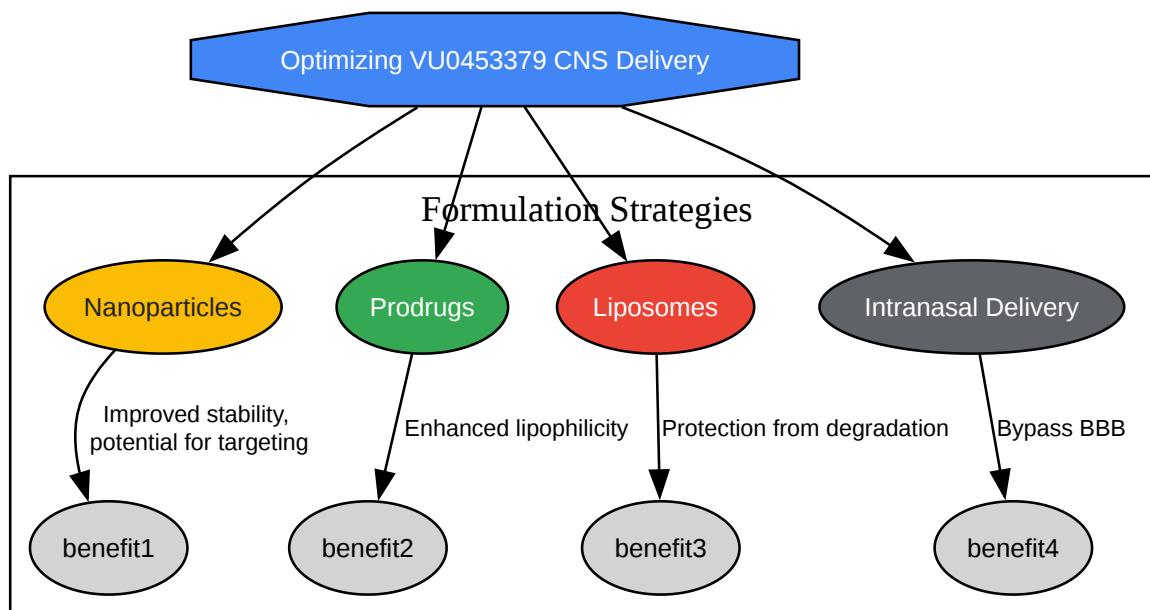 Optimizing VU0453379 CNS Delivery
Formulation Strategies
Nanoparticles
Prodrugs
Liposomes
Intranasal Delivery
Improved stability,
potential for targeting
Enhanced lipophilicity
Protection from degradation
Bypass BBB
benefit1
benefit2
benefit3
benefit4